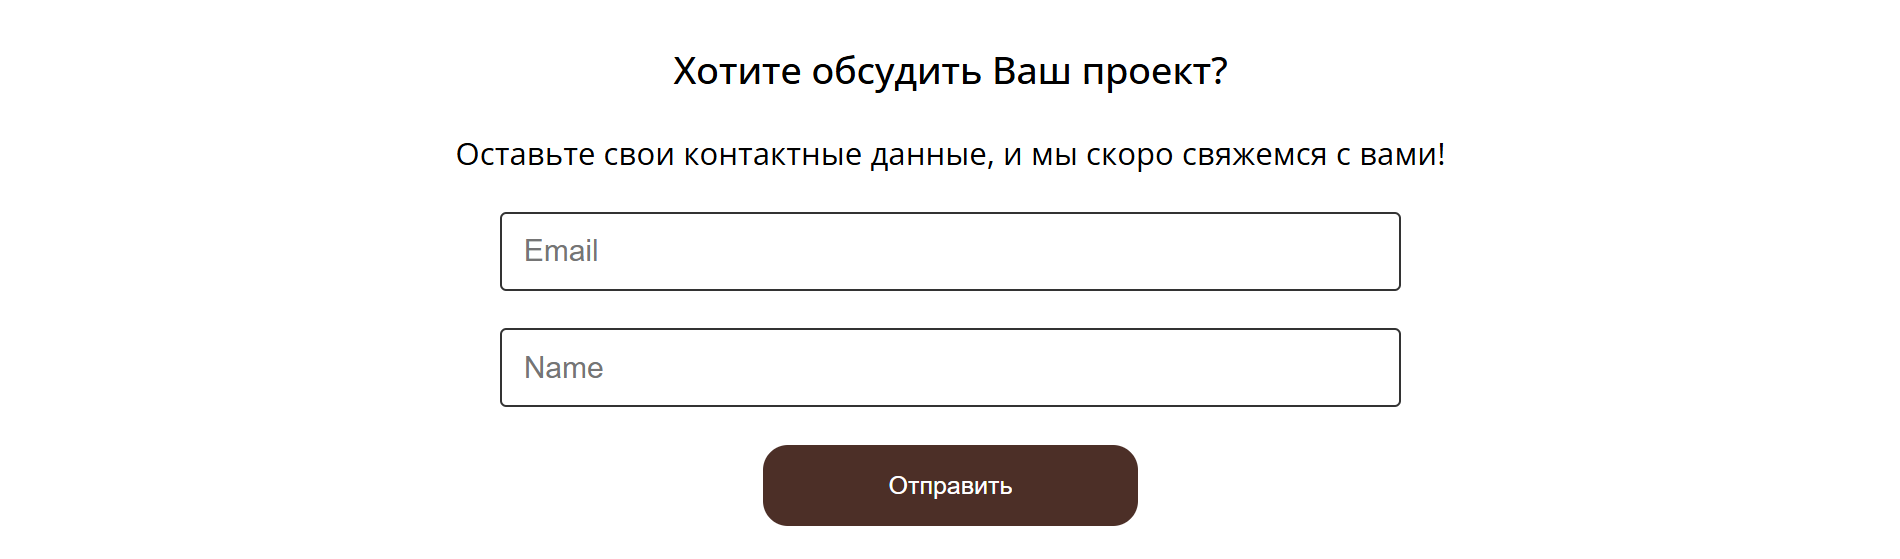 Хотите обсудить Ваш проект?
Оставьте свои контактные данные, и мы скоро свяжемся с вами!
Email
Name
Отправить